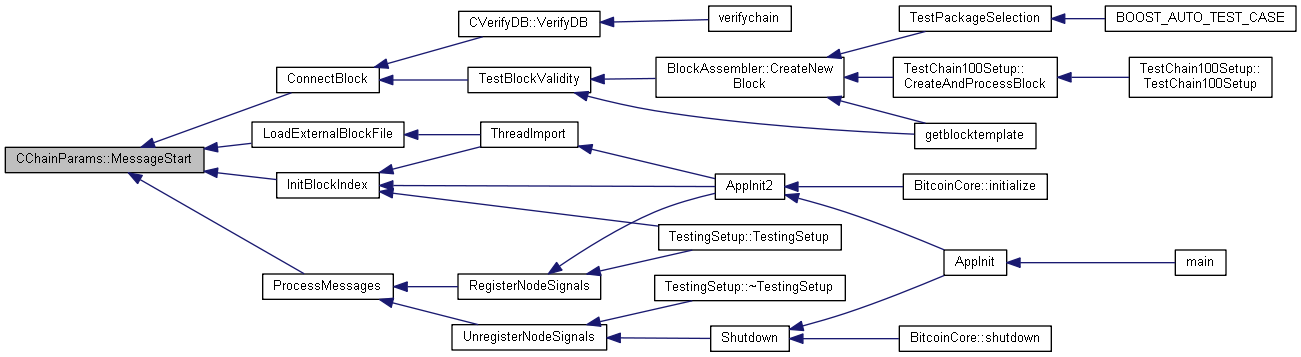 CVerifyDB::VerifyDB
verifychain
TestPackageSelection
BOOST_AUTO_TEST_CASE
ConnectBlock
TestBlockValidity
BlockAssembler::CreateNew
Block
TestChain100Setup::
CreateAndProcessBlock
TestChain100Setup::
TestChain100Setup
LoadExternalBlockFile
ThreadImport
getblocktemplate
CChainParams::MessageStart
InitBlockIndex
AppInit2
BitcoinCore::initialize
TestingSetup::TestingSetup
AppInit
main
ProcessMessages
RegisterNodeSignals
TestingSetup::~TestingSetup
UnregisterNodeSignals
Shutdown
BitcoinCore::shutdown